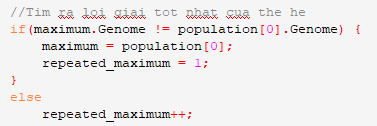 //Tim ra loi giai tot nhat cua the he
if(maximum.Genome != population[0].Genome) {
maximum = population[0];
repeated_maximum = 1;
}
else
repeated_maximum++;